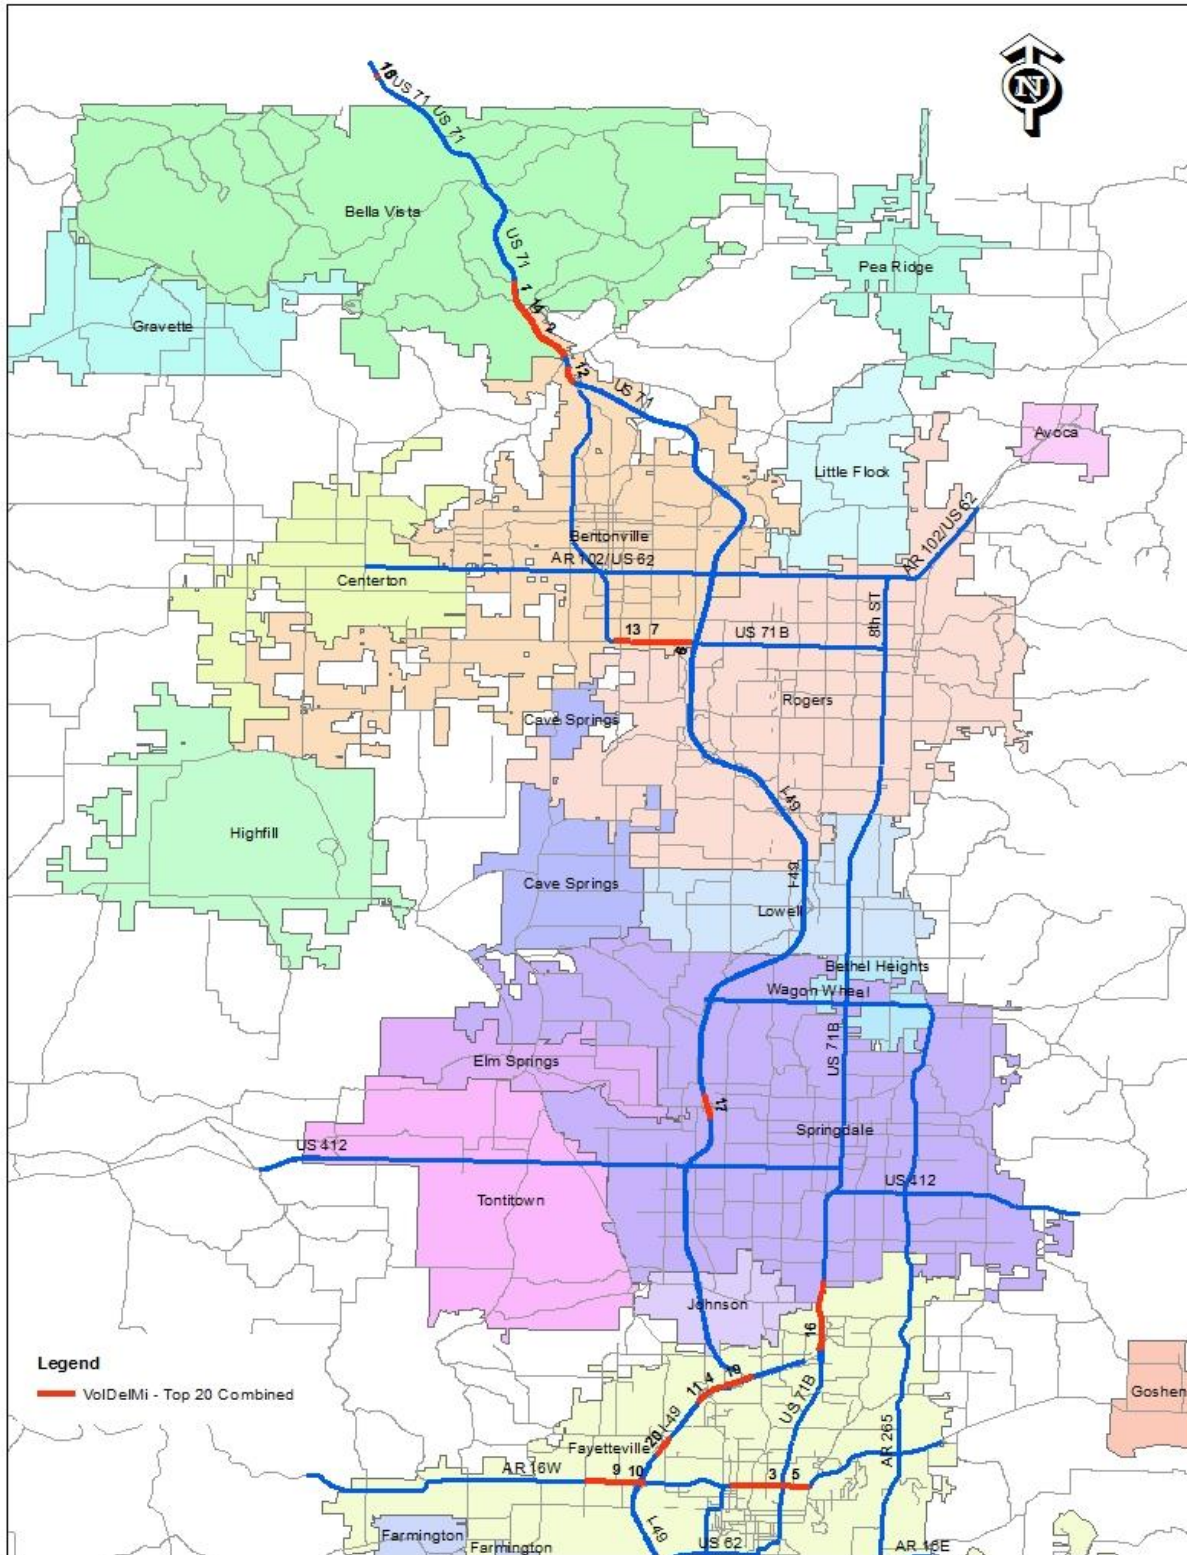 N
18
US 71
US 71
Bella Vista
US 71
Pea Ridge
1
Gravette
14
2
12
US 71
Avoca
Little Flock
AR 102/US 62
Bentonville
AR 102/US 62
Centerton
8th ST
13 7
US 71B
Rogers
Cave Springs
I-49
Highfill
I-49
Cave Springs
Lowell
Bethel Heights
Wagon Wheel
US 71B
Elm Springs
17
Springdale
US 412
US 412
Tontitown
Johnson
16
Legend
VolDelMi - Top 20 Combined
19
11 4
Goshen
US 71B
I-49
20
AR 265
Fayetteville
AR 16W
9 10
3 5
I-49
Farmington
Farmington
US 62
AR 16E